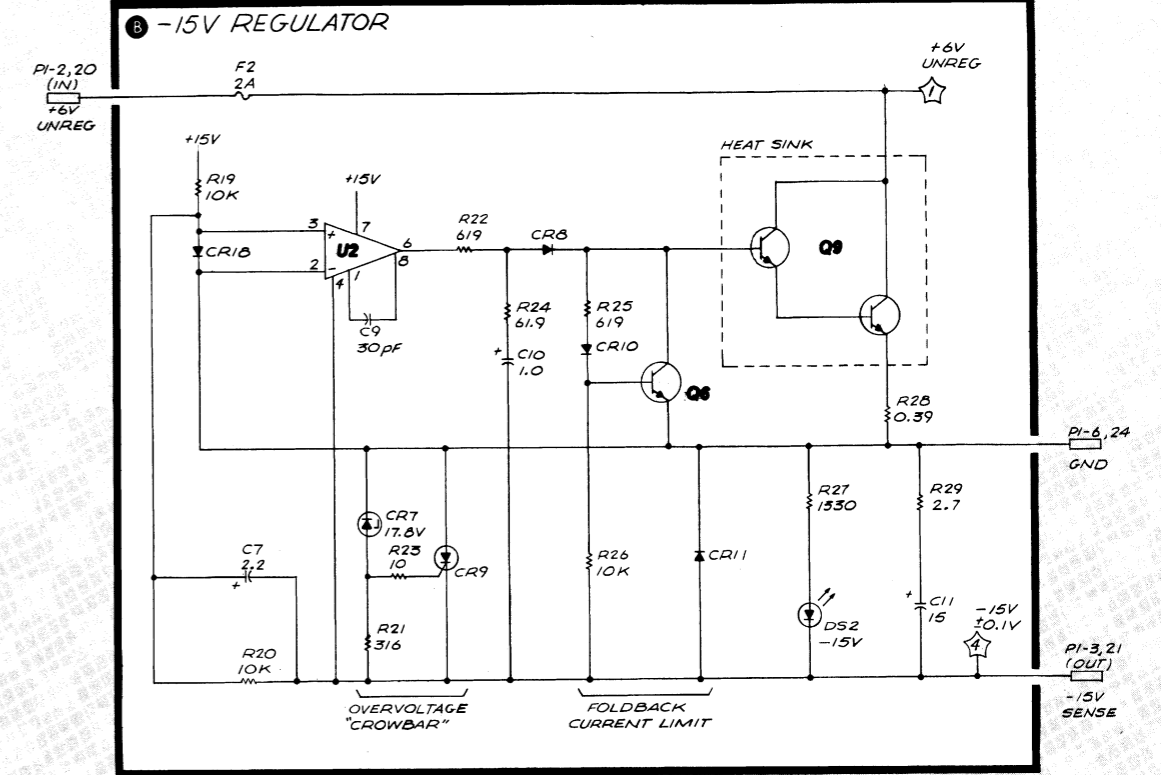 B -15V REGULATOR
P1-2,20
(IN)
+6V
UNREG
F2
2A
+6V
UNREG
1
+15V
R19
10K
+15V
HEAT SINK
3
+
7
U2
6
8
2
-
4
1
CR18
C9
30pF
R22
619
CR8
Q9
R24
61.9
R25
619
+
C10
1.0
CR10
Q6
R28
0.39
P1-6,24
GND
CR7
17.8V
R23
10
CR9
R27
1330
R29
2.7
C7
2.2
+
R26
10K
CR11
R21
316
DS2
-15V
+
C11
15
-15V
±0.1V
4
R20
10K
P1-3,21
(OUT)
-15V
SENSE
OVERVOLTAGE
"CROWBAR"
FOLDBACK
CURRENT LIMIT